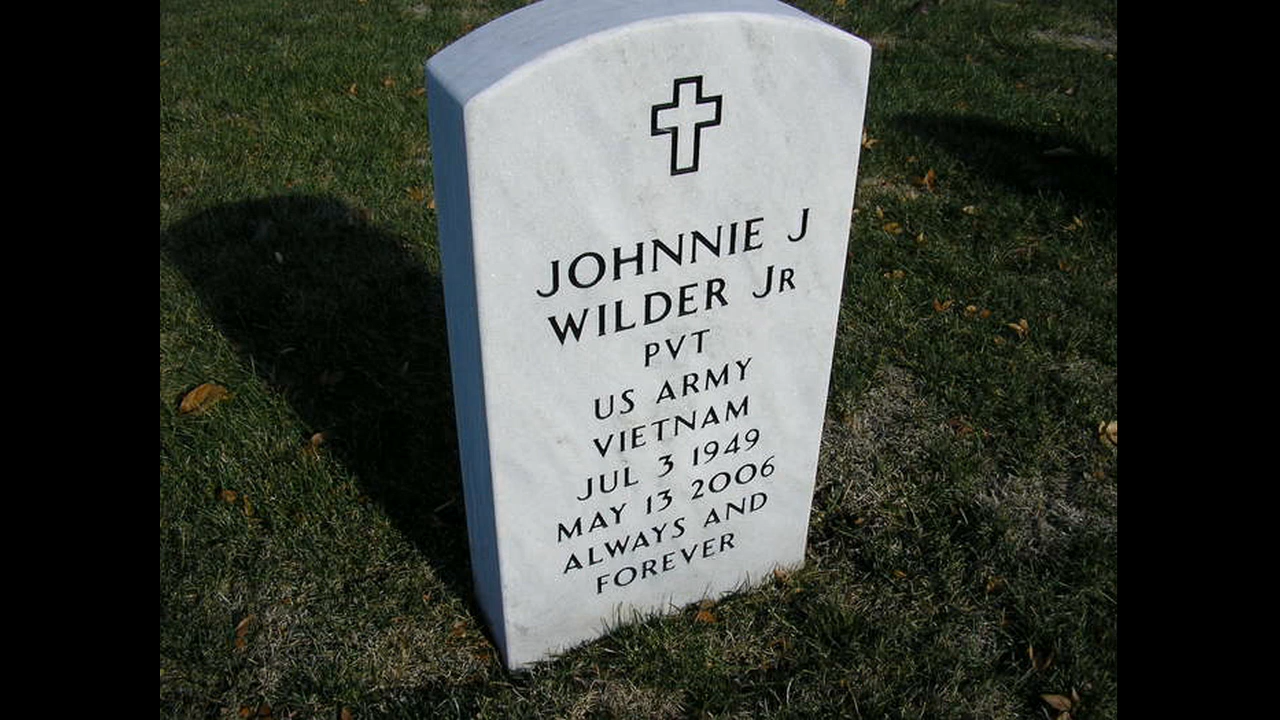 JOHNNIE J
WILDER JR
PVT
US ARMY
VIETNAM
JUL 3 1949
MAY 13 2006
ALWAYS AND
FOREVER